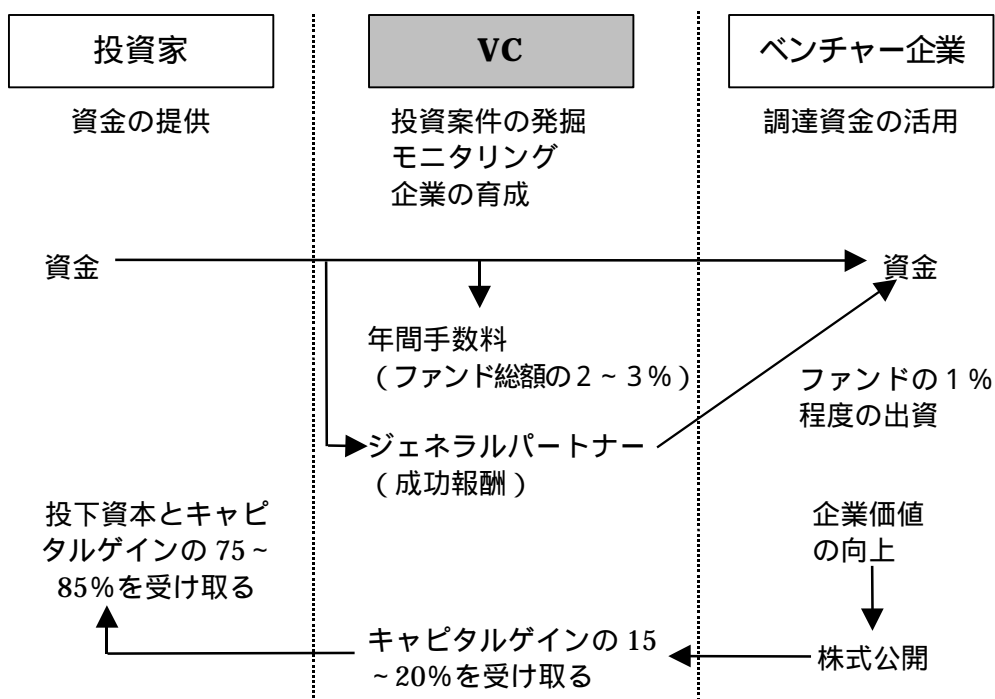 投資家
VC
ベンチャー企業
資金の提供
投資案件の発掘
モニタリング
企業の育成
調達資金の活用
資金
資金
年間手数料
（ファンド総額の２～３％）
ファンドの１％
程度の出資
ジェネラルパートナー
（成功報酬）
投下資本とキャピ
タルゲインの 75～
85％を受け取る
企業価値
の向上
キャピタルゲインの 15
～20％を受け取る
株式公開